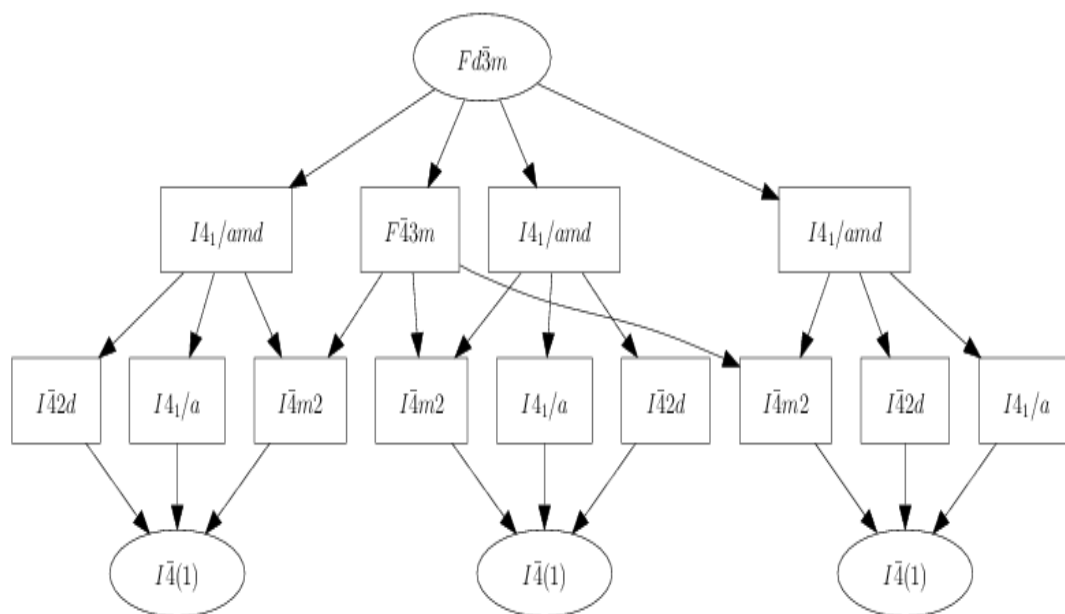 Fd3̄m
I4₁/amd
F4̄3m
I4₁/amd
I4₁/amd
I4̄2d
I4₁/a
I4̄m2
I4̄m2
I4₁/a
I4̄2d
I4̄m2
I4̄2d
I4₁/a
I4̄(1)
I4̄(1)
I4̄(1)